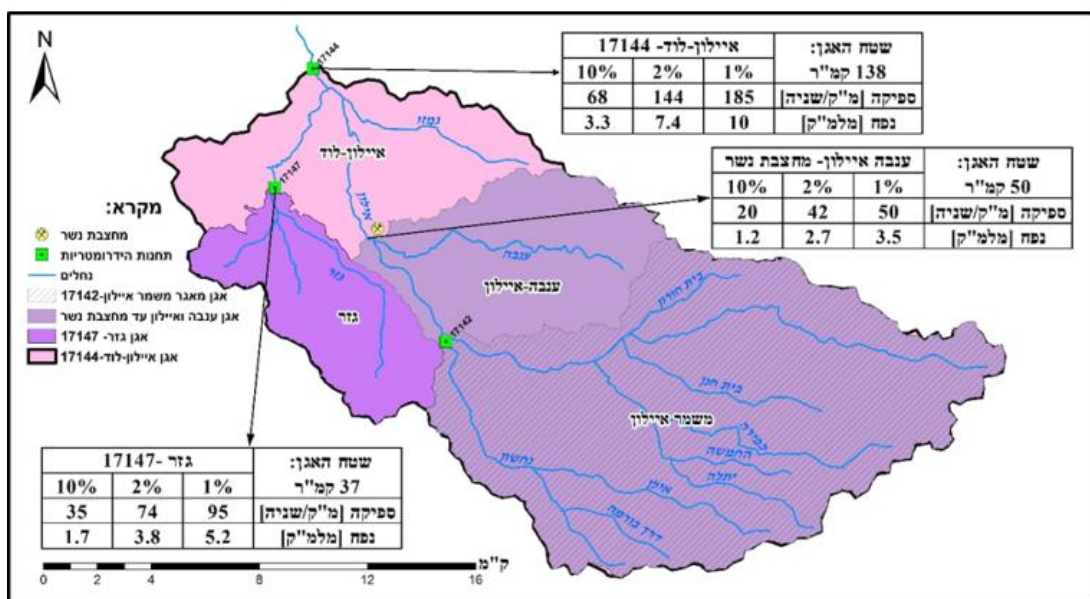 N
17144
איילון-לוד- 17144
שטח האגן:
138 קמ"ר
10% 2% 1%
68 144 185 ספיקה [מ"ק/שניה]
3.3 7.4 10 נפח [מלמ"ק]
ענבה איילון- מחצבת נשר
שטח האגן:
50 קמ"ר
10% 2% 1%
20 42 50 ספיקה [מ"ק/שניה]
1.2 2.7 3.5 נפח [מלמ"ק]
נמזו
איילון-לוד
17147
אילון
ענבה
ענבה-איילון
גזר
גזר
17142
בית חורון
בית חנן
משמר איילון
כפירה
החמשה
יתלה
נחשון
אילן
דרך בורמה
מקרא:
מחצבת נשר
תחנות הידרומטריות
נחלים
אגן מאגר משמר איילון-17142
אגן ענבה ואיילון עד מחצבת נשר
אגן גזר- 17147
אגן איילון-לוד-17144
גזר -17147
שטח האגן:
37 קמ"ר
10% 2% 1%
35 74 95 ספיקה [מ"ק/שניה]
1.7 3.8 5.2 נפח [מלמ"ק]
ק"מ
0 2 4 8 12 16